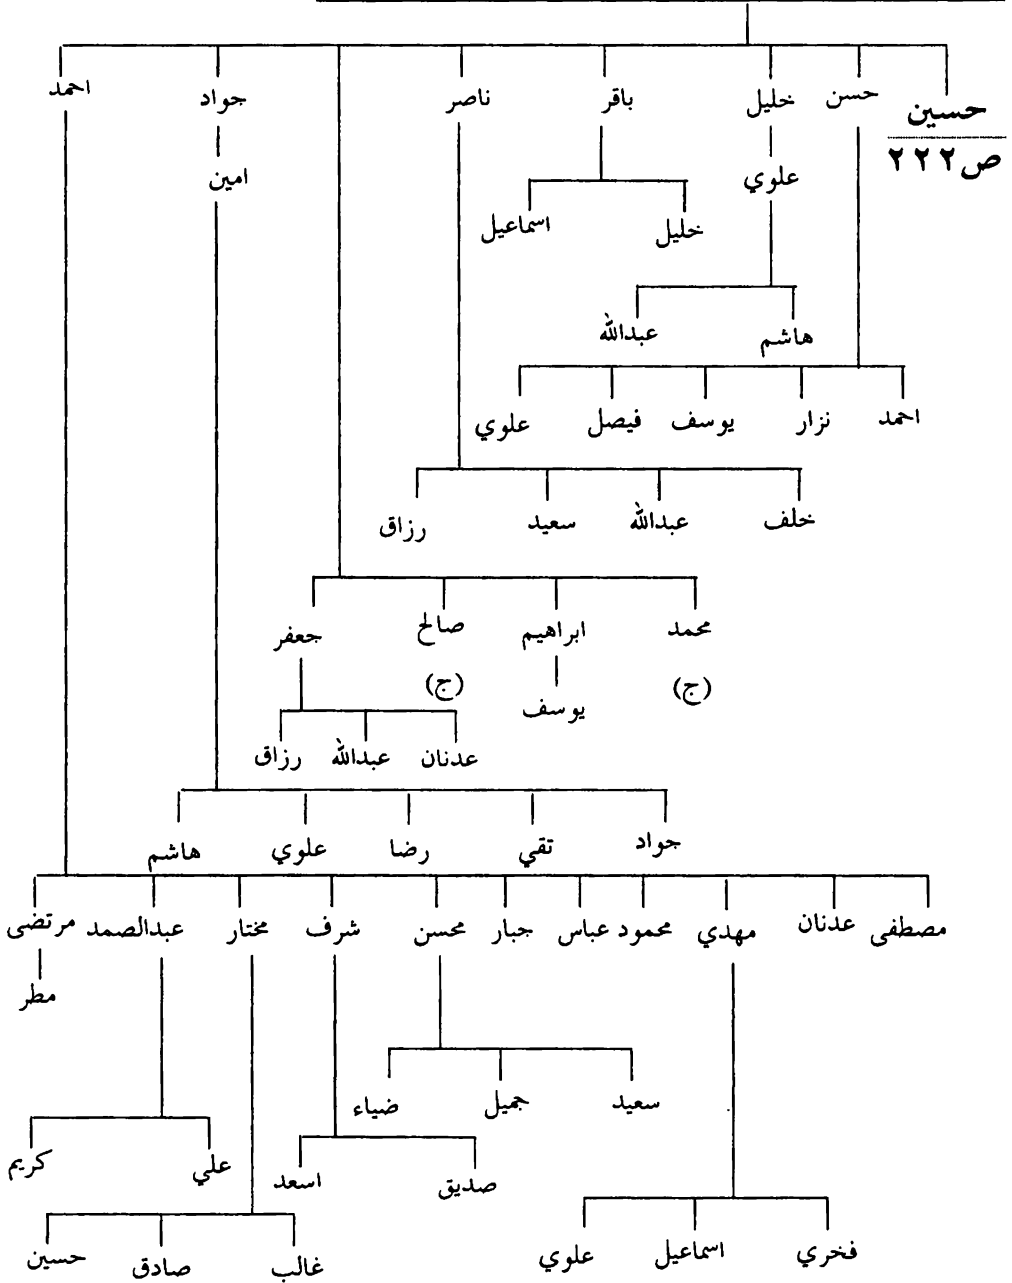 حسين حسن خليل باقر ناصر جواد احمد
ص٢٢٢
علوي امين
خليل اسماعيل
هاشم عبدالله
احمد نزار يوسف فيصل علوي
خلف عبدالله سعيد رزاق
محمد ابراهيم صالح جعفر
(ج) (ج)
يوسف
عدنان عبدالله رزاق
جواد تقي رضا علوي هاشم
مصطفى عدنان مهدي محمود عباس جبار محسن شرف مختار عبدالصمد مرتضى
مطر
سعيد جميل ضياء
علي كريم
صديق اسعد
فخري اسماعيل علوي
غالب صادق حسين